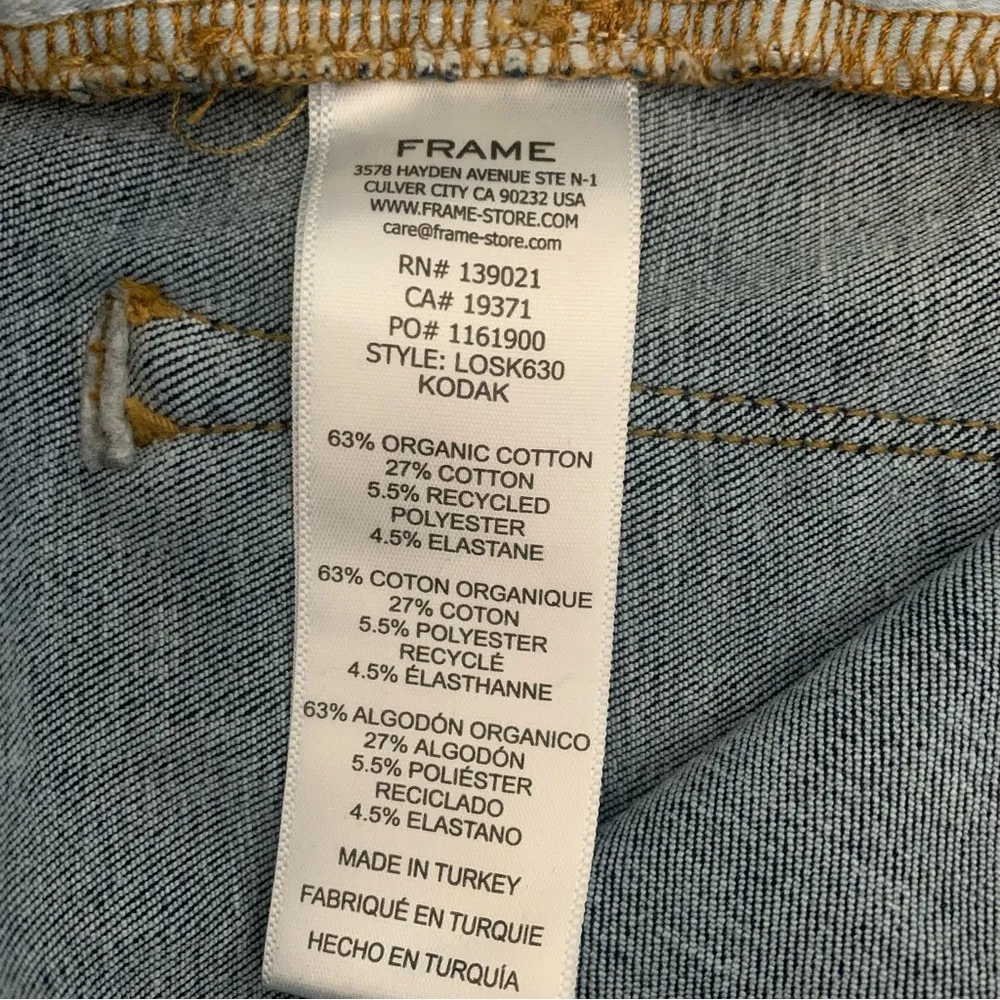 FRAME
3578 HAYDEN AVENUE STE N-1
CULVER CITY CA 90232 USA
WWW.FRAME-STORE.COM
care@frame-store.com
RN# 139021
CA# 19371
PO# 1161900
STYLE: LOSK630
KODAK
63% ORGANIC COTTON
27% COTTON
5.5% RECYCLED
POLYESTER
4.5% ELASTANE
63% COTON ORGANIQUE
27% COTON
5.5% POLYESTER
RECYCLÉ
4.5% ÉLASTHANNE
63% ALGODÓN ORGANICO
27% ALGODÓN
5.5% POLIÉSTER
RECICLADO
4.5% ELASTANO
MADE IN TURKEY
FABRIQUÉ EN TURQUIE
HECHO EN TURQUÍA